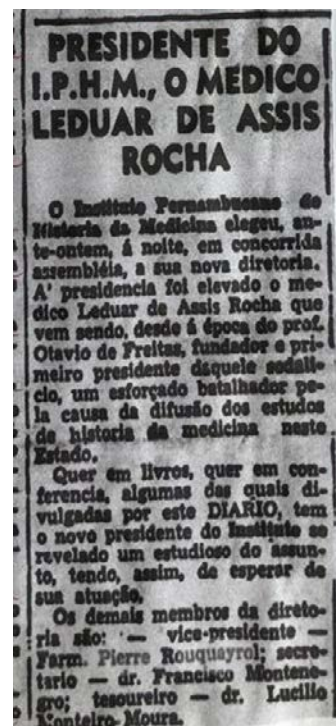 PRESIDENTE DO
I.P.H.M., O MEDICO
LEDUAR DE ASSIS
ROCHA
O Instituto Pernambucano de
Historia da Medicina elegeu, an-
te-ontem, á noite, em concorrida
assembléia, a sua nova diretoria.
A' presidencia foi elevado o me-
dico Leduar de Assis Rocha que
vem sendo, desde á época do prof.
Otavio de Freitas, fundador e pri-
meiro presidente daquele sodali-
cio, um esforçado batalhador pe-
la causa da difusão dos estudos
de historia da medicina neste
Estado.
Quer em livros, quer em con-
ferencia, algumas das quais di-
vulgadas por este DIARIO, tem
o novo presidente do Instituto se
revelado um estudioso do assun-
to, tendo, assim, de esperar de
sua atuação.
Os demais membros da direto-
ria são: — vice-presidente —
Farm. Pierre Rouquayrol; secre-
tario — dr. Francisco Montene-
gro; tesoureiro — dr. Lucilio
Monteiro Moura.